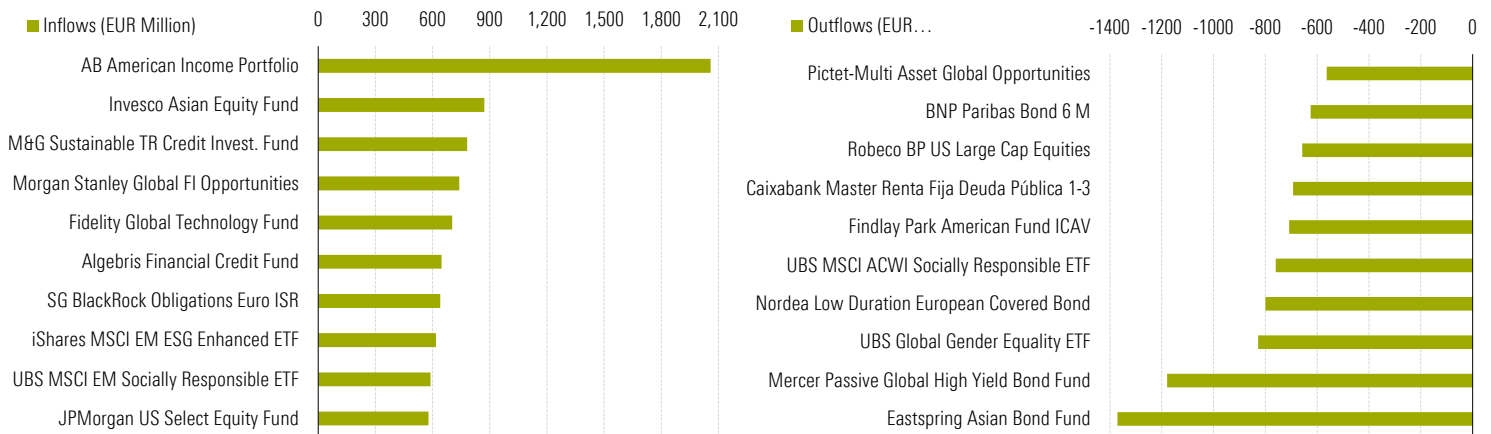 Inflows (EUR Million)
0 300 600 900 1,200 1,500 1,800 2,100
AB American Income Portfolio
Invesco Asian Equity Fund
M&G Sustainable TR Credit Invest. Fund
Morgan Stanley Global FI Opportunities
Fidelity Global Technology Fund
Algebris Financial Credit Fund
SG BlackRock Obligations Euro ISR
iShares MSCI EM ESG Enhanced ETF
UBS MSCI EM Socially Responsible ETF
JPMorgan US Select Equity Fund
Outflows (EUR…
-1400 -1200 -1000 -800 -600 -400 -200 0
Pictet-Multi Asset Global Opportunities
BNP Paribas Bond 6 M
Robeco BP US Large Cap Equities
Caixabank Master Renta Fija Deuda Pública 1-3
Findlay Park American Fund ICAV
UBS MSCI ACWI Socially Responsible ETF
Nordea Low Duration European Covered Bond
UBS Global Gender Equality ETF
Mercer Passive Global High Yield Bond Fund
Eastspring Asian Bond Fund